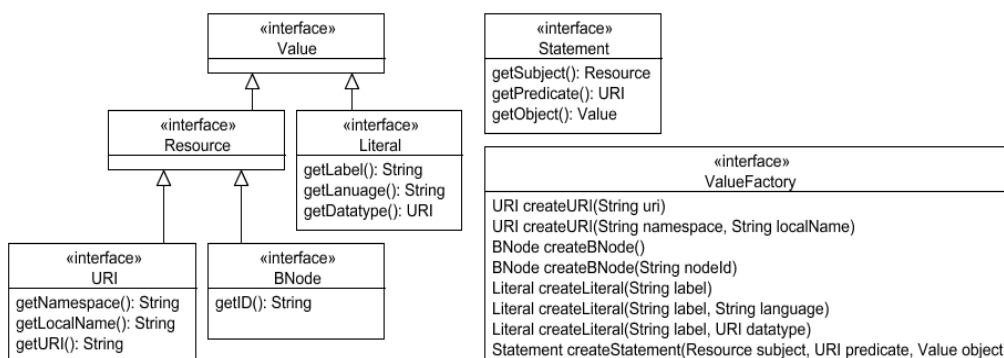 «interface»
Value
«interface»
Statement
getSubject(): Resource
getPredicate(): URI
getObject(): Value
«interface»
Resource
«interface»
Literal
getLabel(): String
getLanuage(): String
getDatatype(): URI
«interface»
ValueFactory
URI createURI(String uri)
URI createURI(String namespace, String localName)
BNode createBNode()
BNode createBNode(String nodeId)
Literal createLiteral(String label)
Literal createLiteral(String label, String language)
Literal createLiteral(String label, URI datatype)
Statement createStatement(Resource subject, URI predicate, Value object
«interface»
URI
getNamespace(): String
getLocalName(): String
getURI(): String
«interface»
BNode
getID(): String